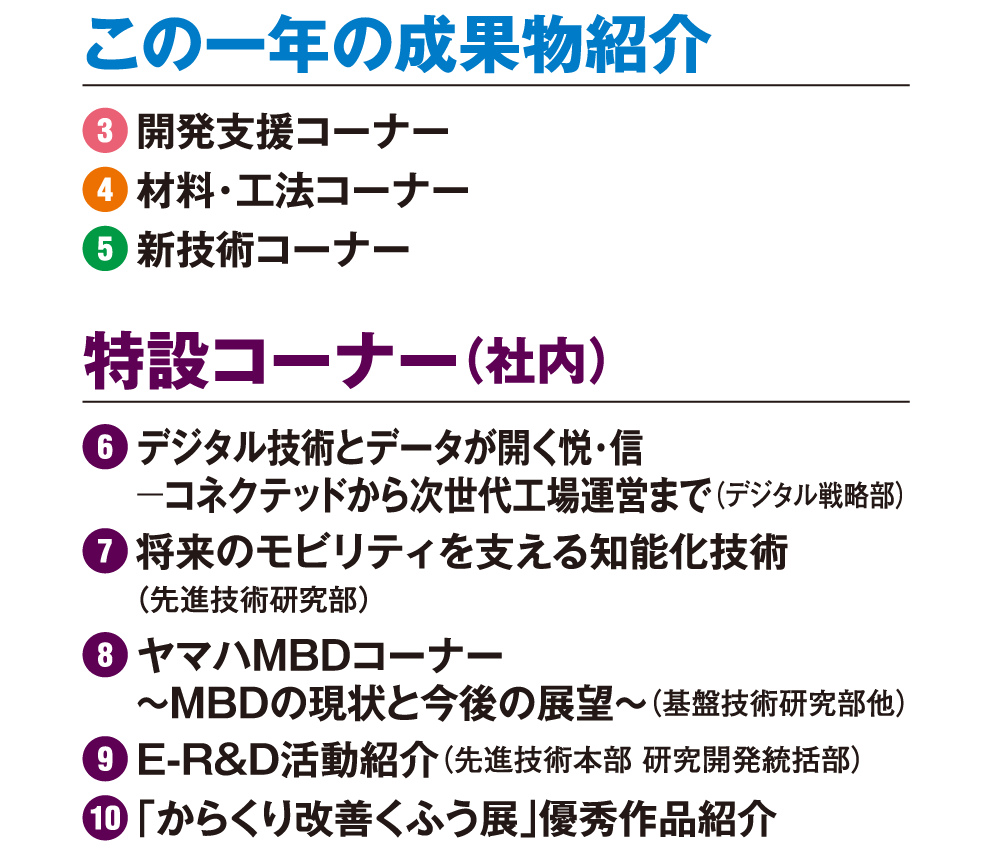 この一年の成果物紹介
3 開発支援コーナー
4 材料・工法コーナー
5 新技術コーナー
特設コーナー（社内）
6 デジタル技術とデータが開く悦・信
―コネクテッドから次世代工場運営まで（デジタル戦略部）
7 将来のモビリティを支える知能化技術
（先進技術研究部）
8 ヤマハMBDコーナー
〜MBDの現状と今後の展望〜（基盤技術研究部他）
9 E-R&D活動紹介（先進技術本部 研究開発統括部）
10 「からくり改善くふう展」優秀作品紹介